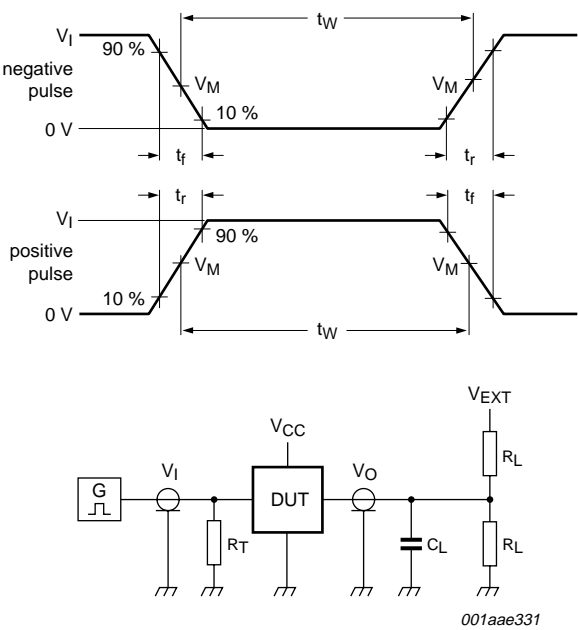 tW
VI
90 %
negative
pulse
VM
10 %
0 V
tf
tr
tr
tf
VI
90 %
positive
pulse
VM
VM
10 %
0 V
tW
VEXT
VCC
RL
VI
VO
G
DUT
RT
CL
RL
001aae331